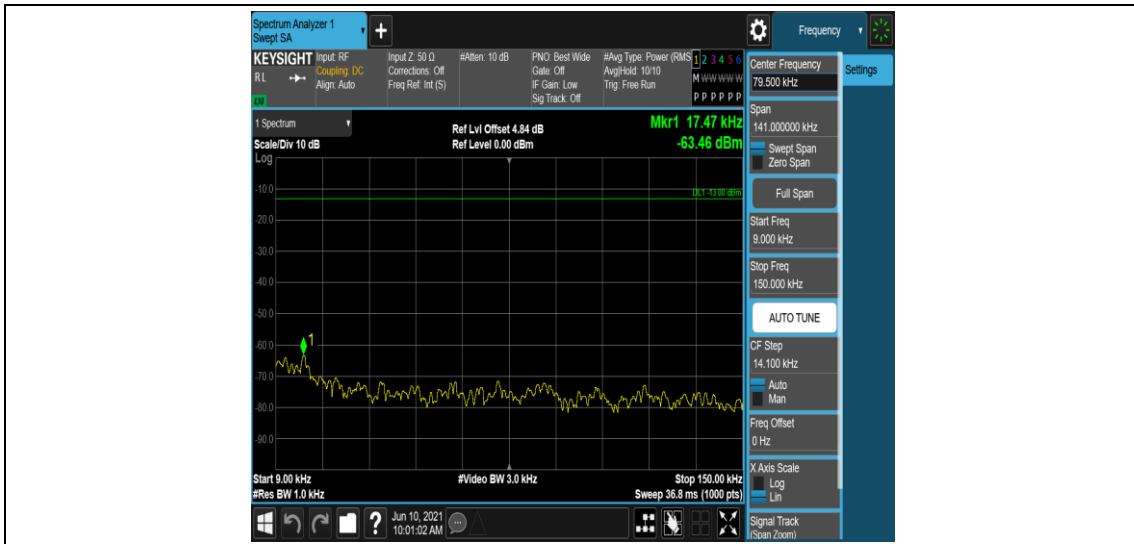 Spectrum Analyzer 1
Swept SA
+
Frequency
KEYSIGHT
RL
LXI
Input: RF
Coupling: DC
Align: Auto
Input Z: 50 Ω
Corrections: Off
Freq Ref: Int (S)
#Atten: 10 dB
PNO: Best Wide
Gate: Off
IF Gain: Low
Sig Track: Off
#Avg Type: Power (RMS
Avg|Hold: 10/10
Trig: Free Run
1 2 3 4 5 6
M W W W W W
P P P P P P
Center Frequency
79.500 kHz
Settings
1 Spectrum
Scale/Div 10 dB
Ref Lvl Offset 4.84 dB
Ref Level 0.00 dBm
Mkr1 17.47 kHz
-63.46 dBm
Span
141.000000 kHz
Swept Span
Zero Span
Full Span
Start Freq
9.000 kHz
Stop Freq
150.000 kHz
AUTO TUNE
CF Step
14.100 kHz
Auto
Man
Freq Offset
0 Hz
X Axis Scale
Log
Lin
Signal Track
(Span Zoom)
Log
-10.0
DL1 -13.00 dBm
-20.0
-30.0
-40.0
-50.0
-60.0
1
-70.0
-80.0
-90.0
Start 9.00 kHz
#Res BW 1.0 kHz
#Video BW 3.0 kHz
Stop 150.00 kHz
Sweep 36.8 ms (1000 pts)
?
Jun 10, 2021
10:01:02 AM